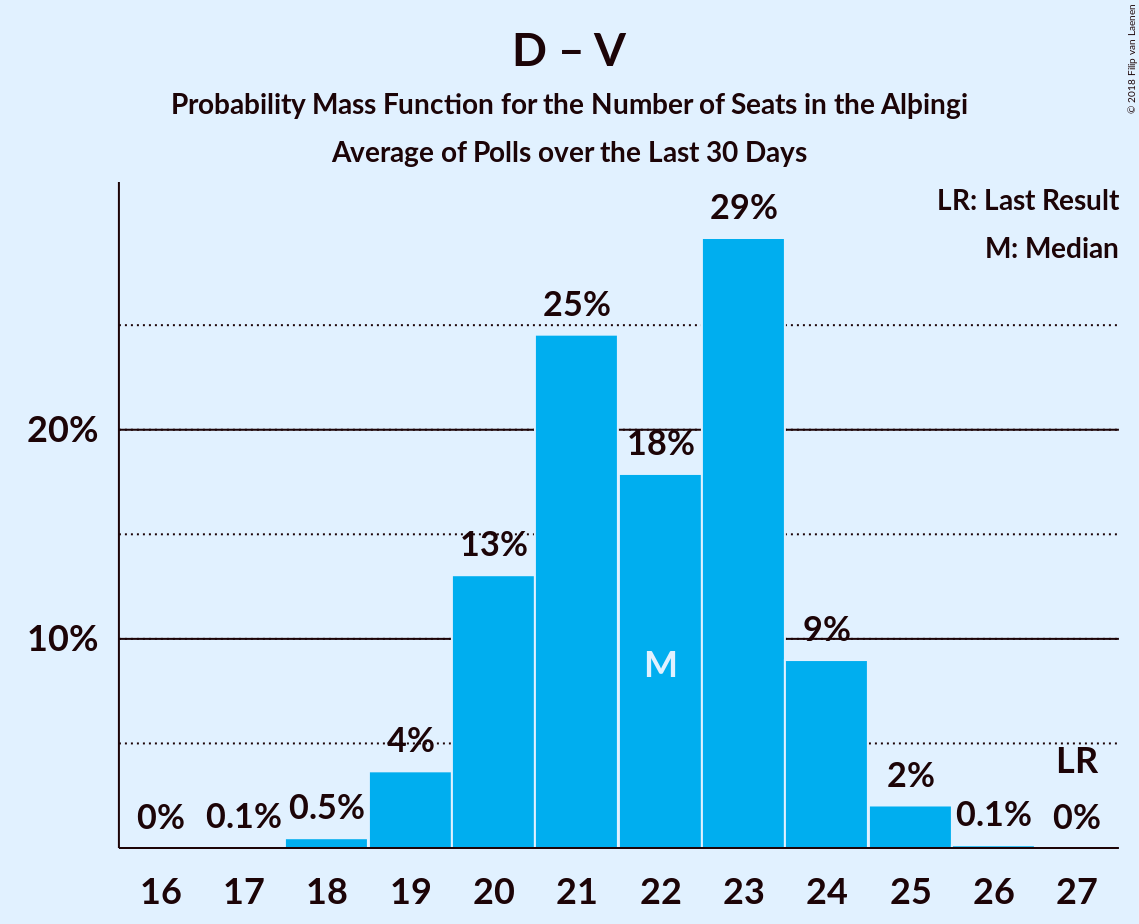 D – V
Probability Mass Function for the Number of Seats in the Alþingi
Average of Polls over the Last 30 Days
© 2018 Filip van Laenen
LR: Last Result
M: Median
29%
25%
20%
18%
13%
10%
9%
M
4%
LR
2%
0%
0.1%
0.5%
0.1%
0%
16 17 18 19 20 21 22 23 24 25 26 27